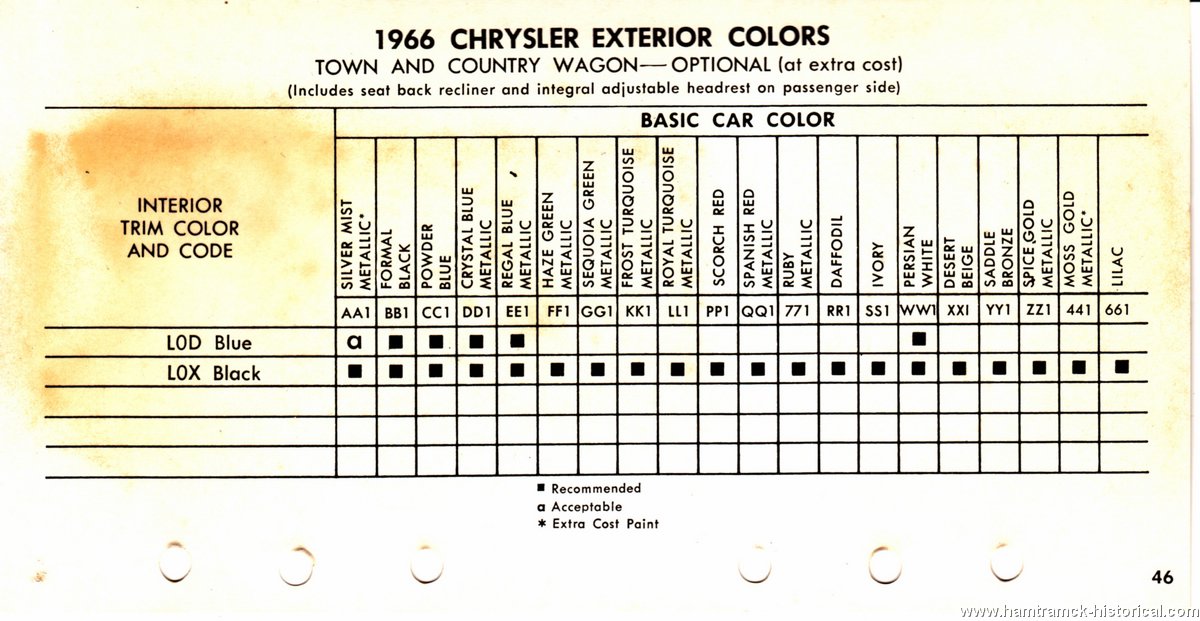 1966 CHRYSLER EXTERIOR COLORS
TOWN AND COUNTRY WAGON—OPTIONAL (at extra cost)
(Includes seat back recliner and integral adjustable headrest on passenger side)
BASIC CAR COLOR
INTERIOR
TRIM COLOR
AND CODE
SILVER MIST
METALLIC*
FORMAL
BLACK
POWDER
BLUE
CRYSTAL BLUE
METALLIC
REGAL BLUE
METALLIC
HAZE GREEN
METALLIC
SEQUOIA GREEN
METALLIC
FROST TURQUOISE
METALLIC
ROYAL TURQUOISE
METALLIC
SCORCH RED
SPANISH RED
METALLIC
RUBY
METALLIC
DAFFODIL
IVORY
PERSIAN
WHITE
DESERT
BEIGE
SADDLE
BRONZE
SPICE GOLD
METALLIC
MOSS GOLD
METALLIC*
LILAC
AA1 BB1 CC1 DD1 EE1 FF1 GG1 KK1 LL1 PP1 QQ1 771 RR1 SS1 WW1 XXI YY1 ZZ1 441 661
L0D Blue a ■ ■ ■ ■ ■
L0X Black ■ ■ ■ ■ ■ ■ ■ ■ ■ ■ ■ ■ ■ ■ ■ ■ ■ ■ ■ ■
■ Recommended
a Acceptable
* Extra Cost Paint
46
www.hamtramck-historical.com